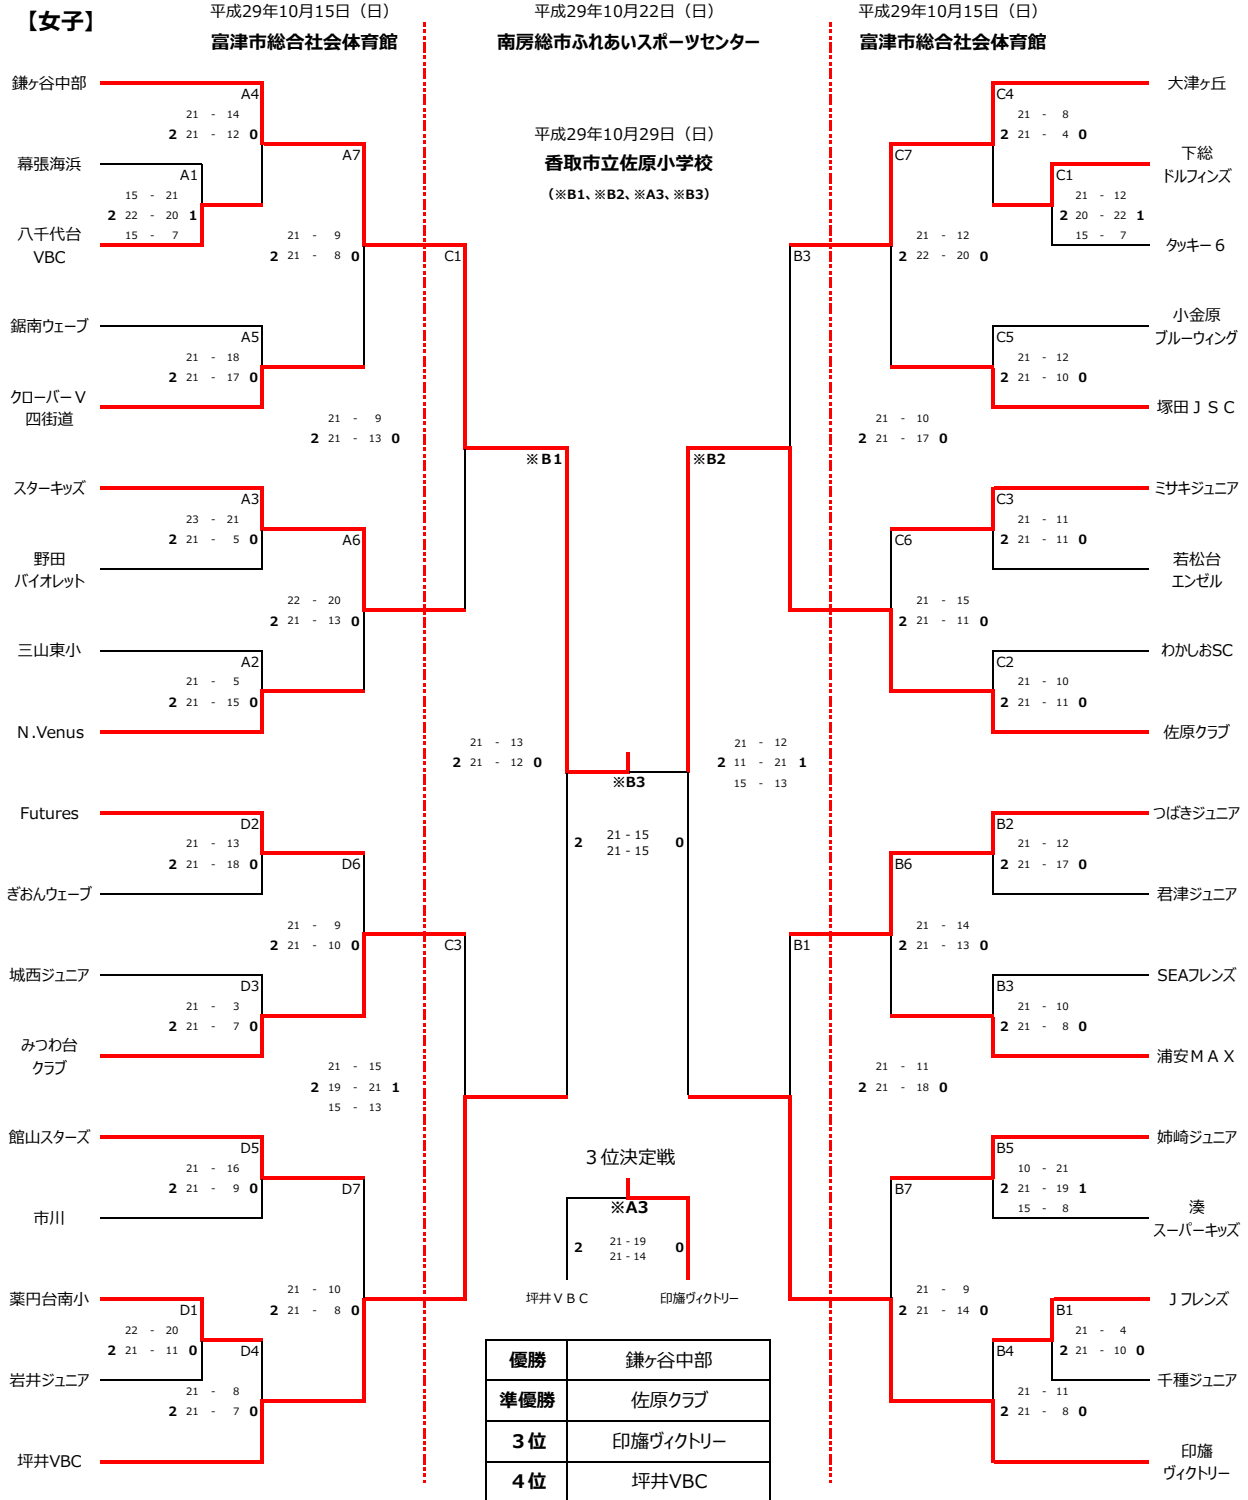 【女子】
平成29年10月15日（日）
富津市総合社会体育館
平成29年10月22日（日）
南房総市ふれあいスポーツセンター
平成29年10月15日（日）
富津市総合社会体育館
平成29年10月29日（日）
香取市立佐原小学校
(※B1、※B2、※A3、※B3)
鎌ヶ谷中部
A4
21 - 14
2 21 - 12 0
幕張海浜
A1
15 - 21
2 22 - 20 1
15 - 7
八千代台
VBC
A7
21 - 9
2 21 - 8 0
鋸南ウェーブ
A5
21 - 18
2 21 - 17 0
クローバーＶ
四街道
C1
21 - 9
2 21 - 13 0
スターキッズ
A3
23 - 21
2 21 - 5 0
野田
バイオレット
A6
22 - 20
2 21 - 13 0
三山東小
A2
21 - 5
2 21 - 15 0
Ｎ.Venus
※B1
21 - 13
2 21 - 12 0
Futures
D2
21 - 13
2 21 - 18 0
ぎおんウェーブ
D6
21 - 9
2 21 - 10 0
城西ジュニア
D3
21 - 3
2 21 - 7 0
みつわ台
クラブ
C3
21 - 15
2 19 - 21 1
15 - 13
館山スターズ
D5
21 - 16
2 21 - 9 0
市川
D7
21 - 10
2 21 - 8 0
薬円台南小
D1
22 - 20
2 21 - 11 0
岩井ジュニア
D4
21 - 8
2 21 - 7 0
坪井VBC
※B3
2 21 - 15 0
21 - 15
３位決定戦
※A3
2 21 - 19 0
21 - 14
坪井ＶＢＣ
印旛ヴィクトリー
優勝 鎌ヶ谷中部
準優勝 佐原クラブ
３位 印旛ヴィクトリー
４位 坪井VBC
大津ヶ丘
C4
21 - 8
2 21 - 4 0
下総
ドルフィンズ
C1
21 - 12
2 20 - 22 1
15 - 7
タッキー６
C7
21 - 12
2 22 - 20 0
小金原
ブルーウィング
C5
21 - 12
2 21 - 10 0
塚田ＪＳＣ
B3
21 - 10
2 21 - 17 0
ミサキジュニア
C3
21 - 11
2 21 - 11 0
若松台
エンゼル
C6
21 - 15
2 21 - 11 0
わかしおSC
C2
21 - 10
2 21 - 11 0
佐原クラブ
※B2
21 - 12
2 11 - 21 1
15 - 13
つばきジュニア
B2
21 - 12
2 21 - 17 0
君津ジュニア
B6
21 - 14
2 21 - 13 0
SEAフレンズ
B3
21 - 10
2 21 - 8 0
浦安ＭＡＸ
B1
21 - 11
2 21 - 18 0
姉崎ジュニア
B5
10 - 21
2 21 - 19 1
15 - 8
湊
スーパーキッズ
B7
21 - 9
2 21 - 14 0
Ｊフレンズ
B1
21 - 4
2 21 - 10 0
千種ジュニア
B4
21 - 11
2 21 - 8 0
印旛
ヴィクトリー